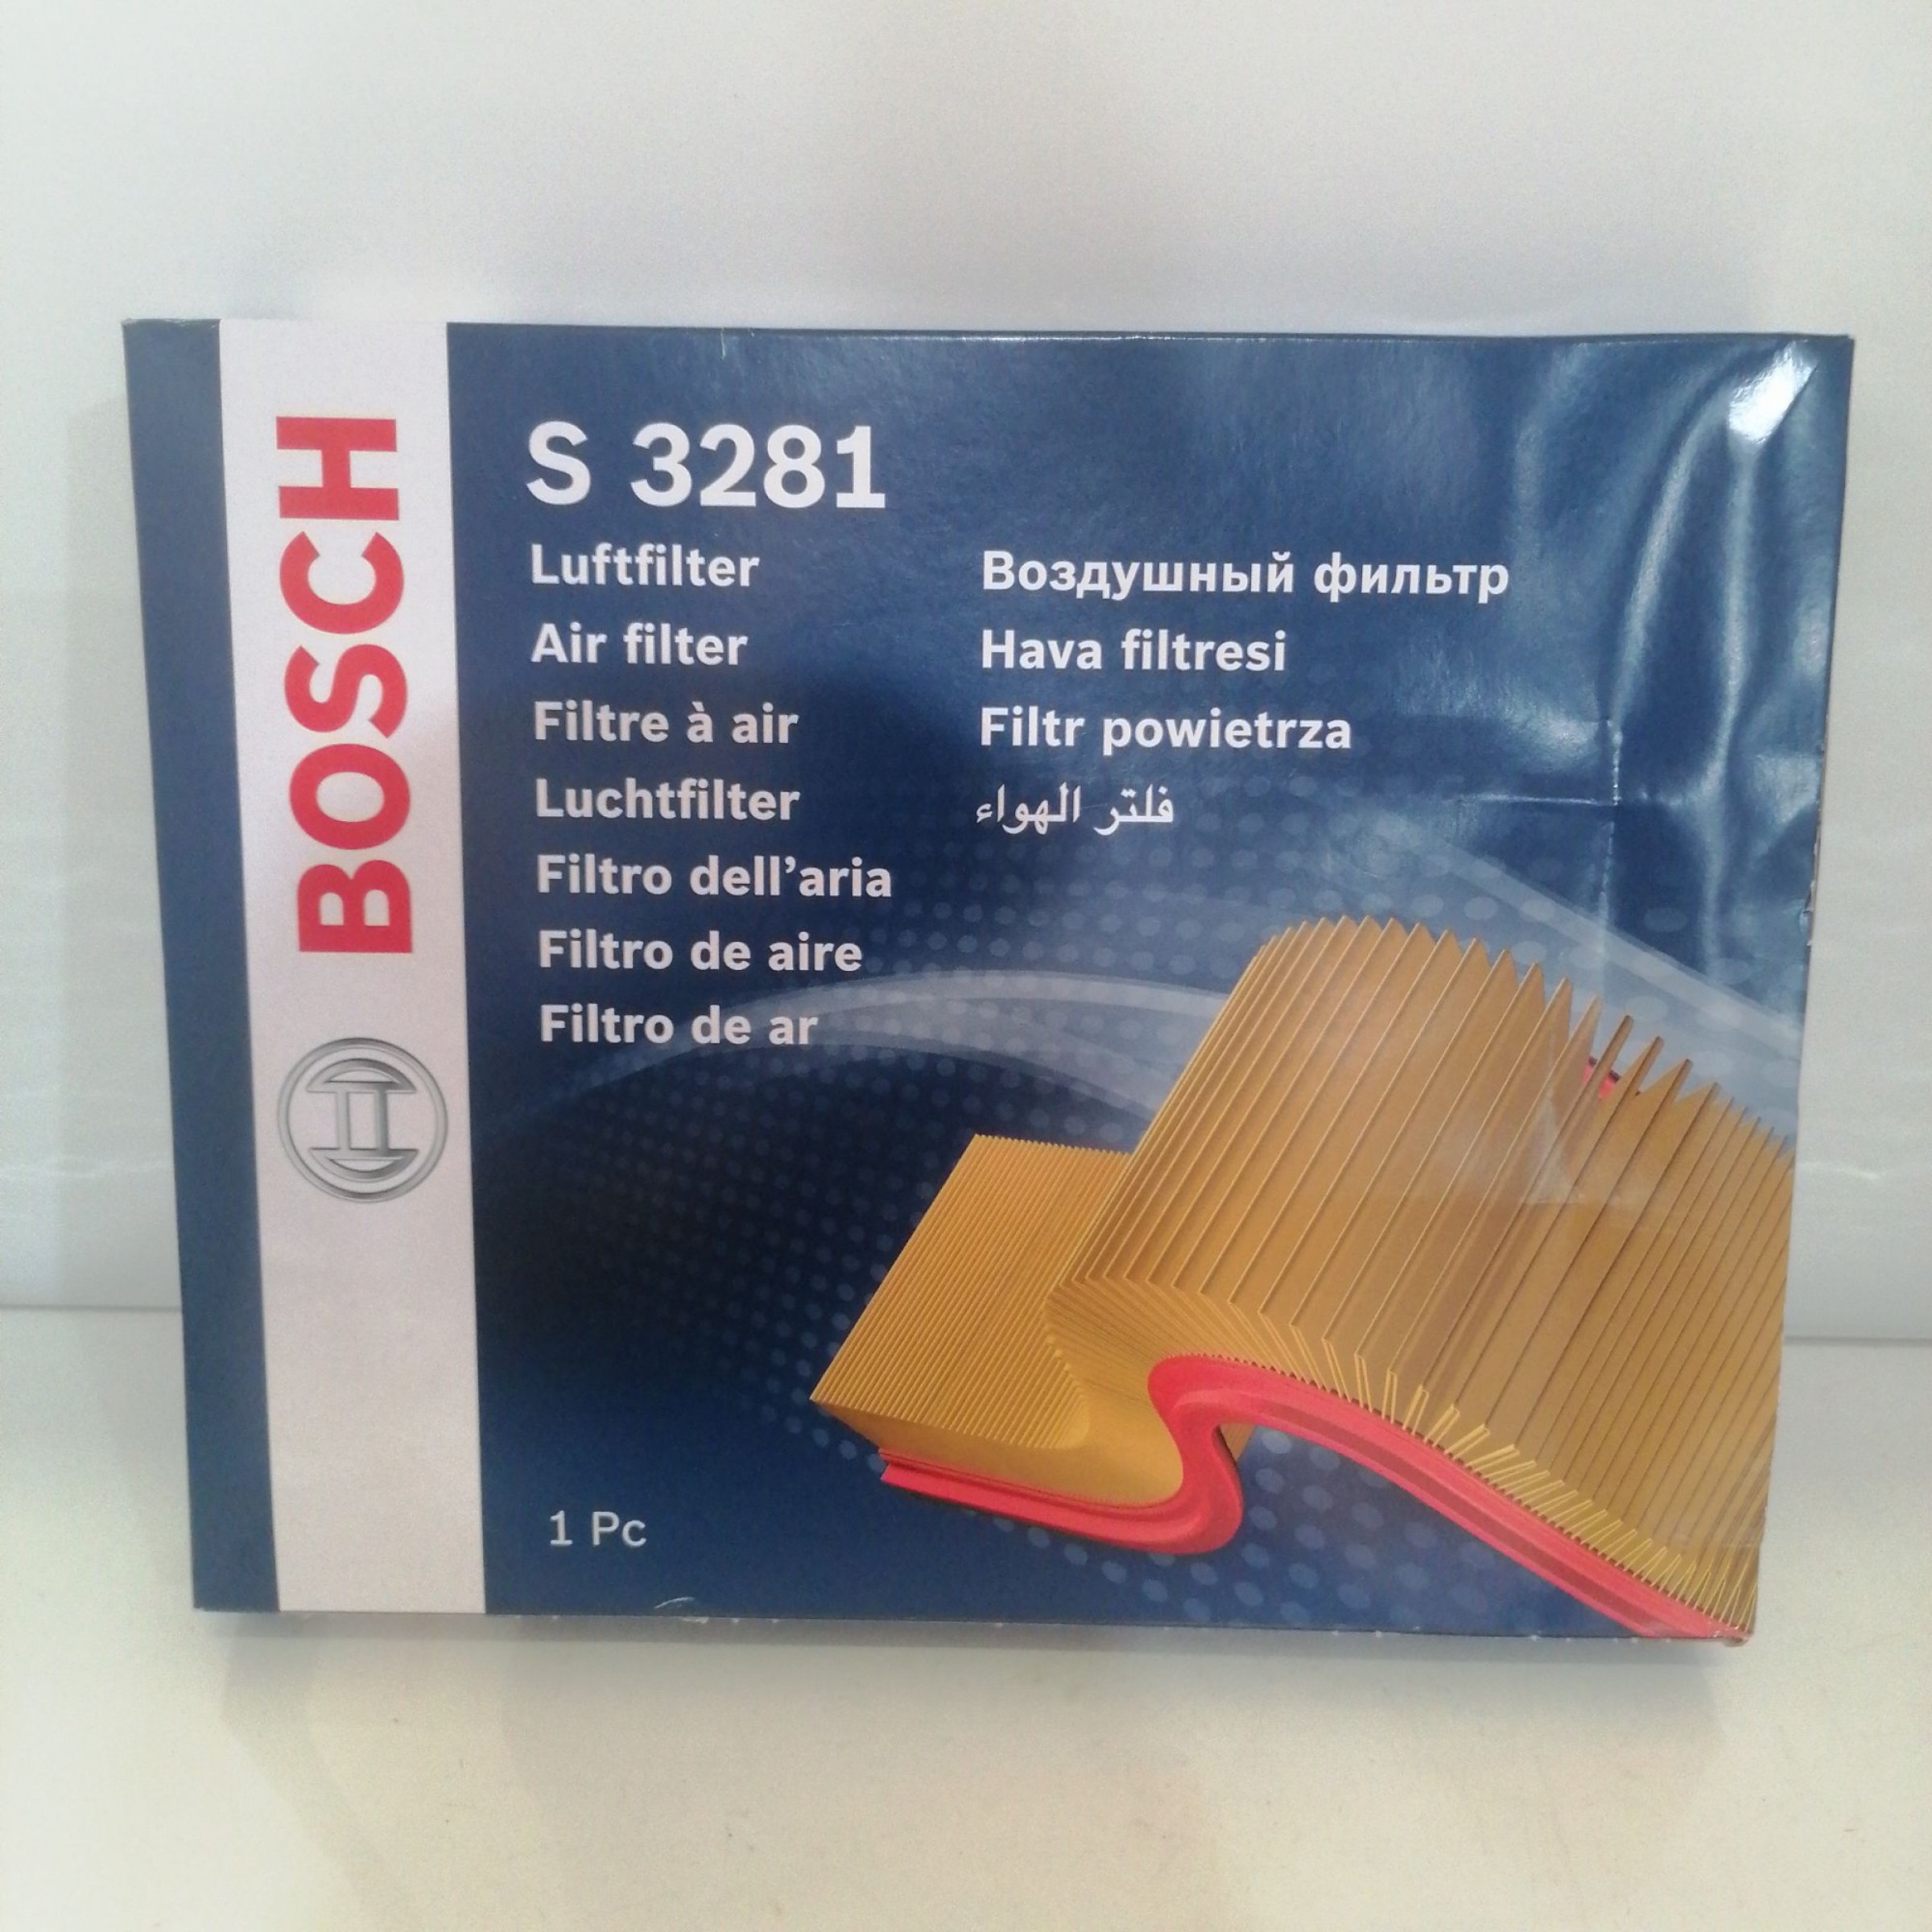 BOSCH
S 3281
Luftfilter
Air filter
Filtre à air
Luchtfilter
Filtro dell’aria
Filtro de aire
Filtro de ar
Воздушный фильтр
Hava filtresi
Filtr powietrza
فلتر الهواء
1 Pc